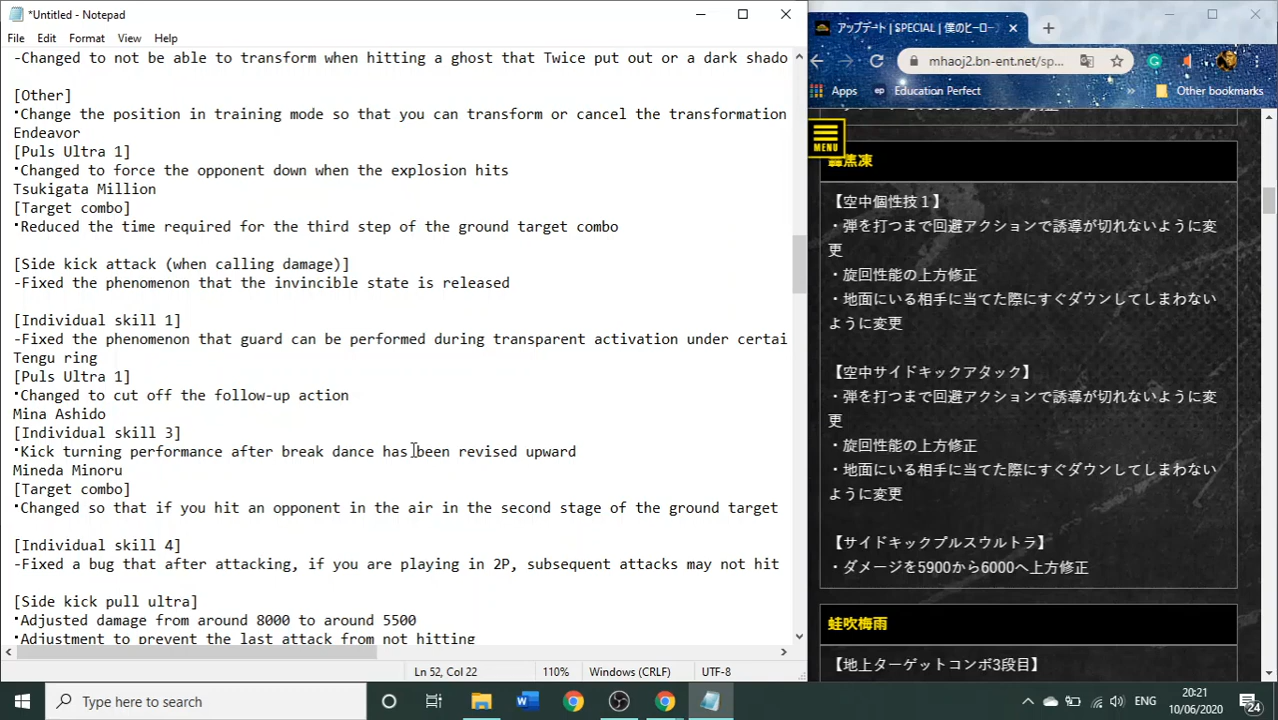 *Untitled - Notepad
File Edit Format View Help
-Changed to not be able to transform when hitting a ghost that Twice put out or a dark shado
[Other]
·Change the position in training mode so that you can transform or cancel the transformation
Endeavor
[Puls Ultra 1]
·Changed to force the opponent down when the explosion hits
Tsukigata Million
[Target combo]
·Reduced the time required for the third step of the ground target combo
[Side kick attack (when calling damage)]
-Fixed the phenomenon that the invincible state is released
[Individual skill 1]
-Fixed the phenomenon that guard can be performed during transparent activation under certai
Tengu ring
[Puls Ultra 1]
·Changed to cut off the follow-up action
Mina Ashido
[Individual skill 3]
·Kick turning performance after break dance has been revised upward
Mineda Minoru
[Target combo]
·Changed so that if you hit an opponent in the air in the second stage of the ground target
[Individual skill 4]
-Fixed a bug that after attacking, if you are playing in 2P, subsequent attacks may not hit
[Side kick pull ultra]
·Adjusted damage from around 8000 to around 5500
·Adjustment to prevent the last attack from not hitting
Ln 52, Col 22 110% Windows (CRLF) UTF-8
アップデート | SPECIAL | 僕のヒーロー
mhaoj2.bn-ent.net/sp...
Apps Education Perfect Other bookmarks
MENU
轟焦凍
【空中個性技１】
・弾を打つまで回避アクションで誘導が切れないように変
更
・旋回性能の上方修正
・地面にいる相手に当てた際にすぐダウンしてしまわない
ように変更
【空中サイドキックアタック】
・弾を打つまで回避アクションで誘導が切れないように変
更
・旋回性能の上方修正
・地面にいる相手に当てた際にすぐダウンしてしまわない
ように変更
【サイドキックプルスウルトラ】
・ダメージを5900から6000へ上方修正
蛙吹梅雨
【地上ターゲットコンボ3段目】
Type here to search
ENG
20:21
10/06/2020
24